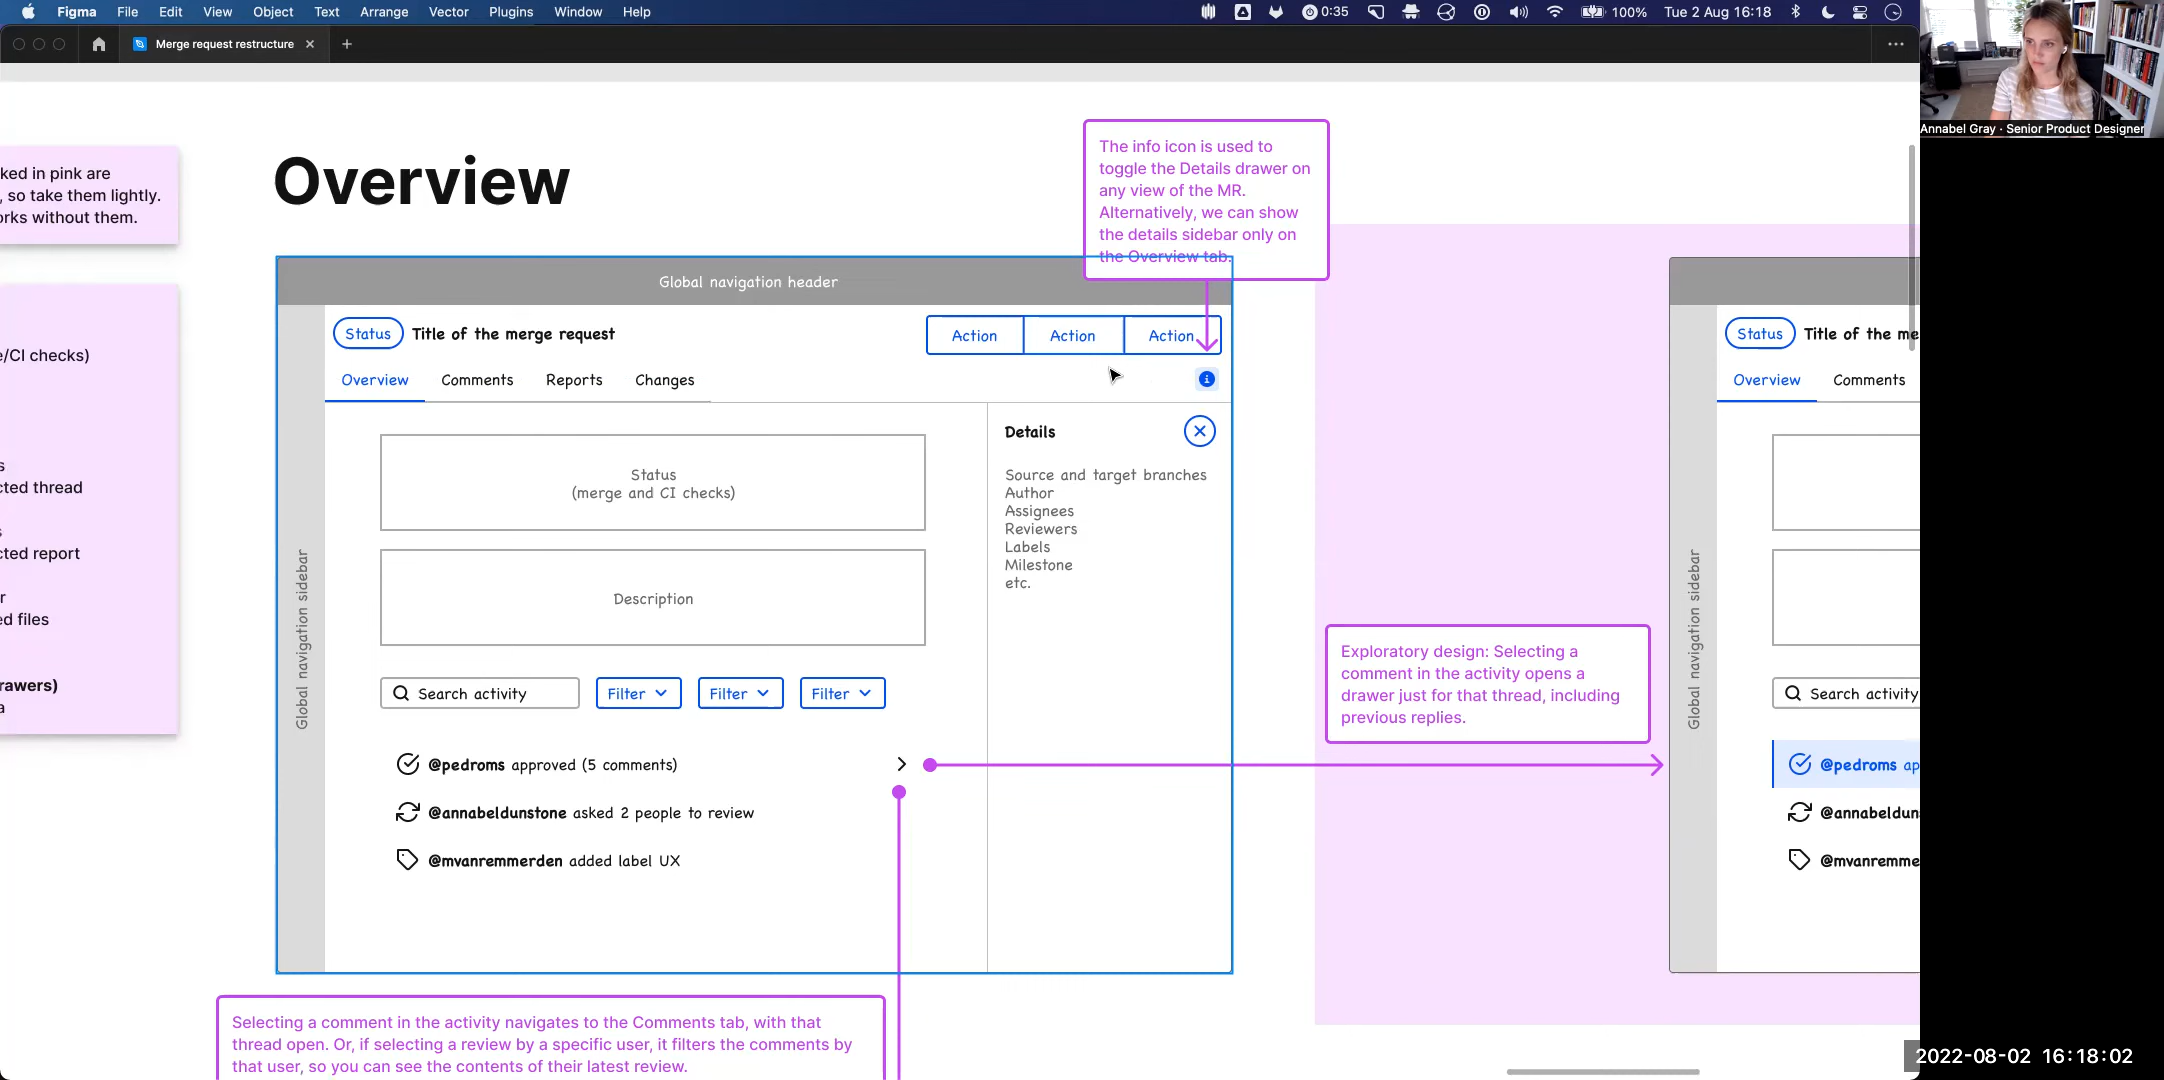 Figma File Edit View Object Text Arrange Vector Plugins Window Help
0:35 100% Tue 2 Aug 16:18
Merge request restructure
Annabel Gray · Senior Product Designer
ked in pink are
, so take them lightly.
orks without them.
e/CI checks)
s
cted thread
s
cted report
r
ed files
rawers)
a
Overview
The info icon is used to
toggle the Details drawer on
any view of the MR.
Alternatively, we can show
the details sidebar only on
the Overview tab.
Global navigation header
Global navigation sidebar
Status Title of the merge request
Action Action Action
Overview Comments Reports Changes
Status
(merge and CI checks)
Description
Details
Source and target branches
Author
Assignees
Reviewers
Labels
Milestone
etc.
Search activity Filter Filter Filter
@pedroms approved (5 comments)
@annabeldunstone asked 2 people to review
@mvanremmerden added label UX
Selecting a comment in the activity navigates to the Comments tab, with that
thread open. Or, if selecting a review by a specific user, it filters the comments by
that user, so you can see the contents of their latest review.
Exploratory design: Selecting a
comment in the activity opens a
drawer just for that thread, including
previous replies.
Global navigation sidebar
Status Title of the me
Overview Comments
Search activity
@pedroms ap
@annabeldun
@mvanremme
2022-08-02 16:18:02